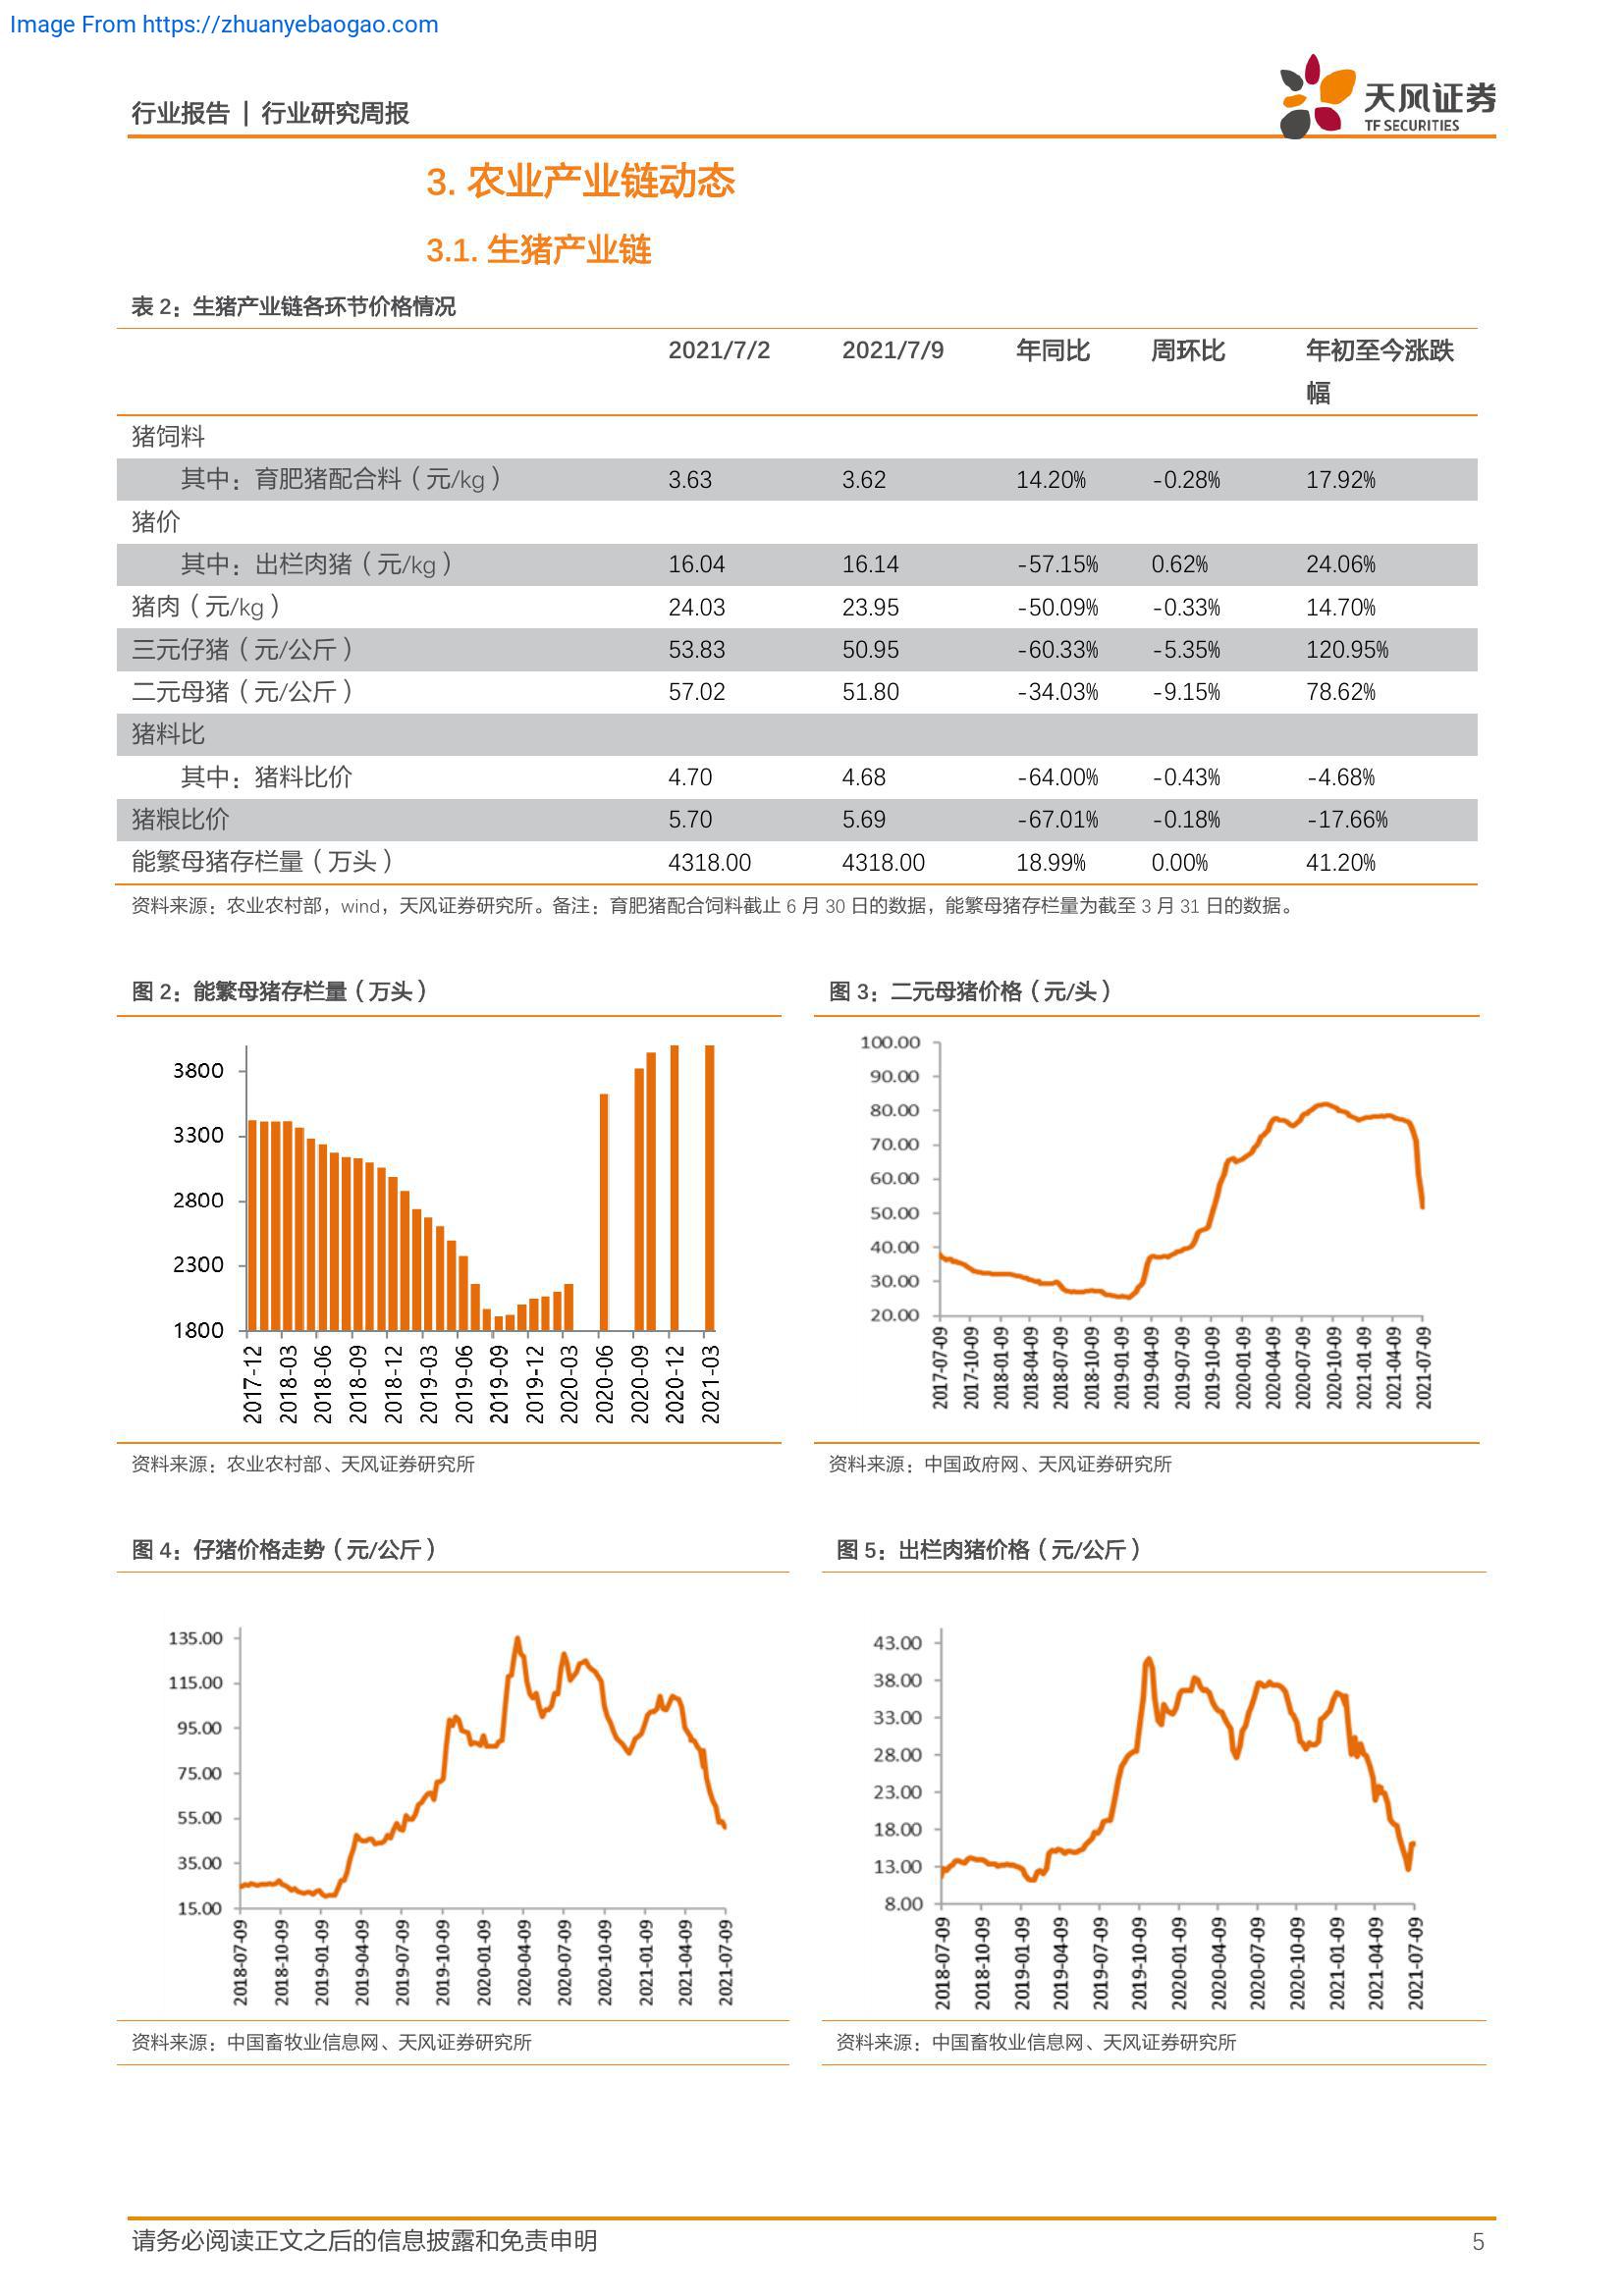 Image From https://zhuanyebaogao.com
行业报告 | 行业研究周报
天风证券
TF SECURITIES
3. 农业产业链动态
3.1. 生猪产业链
表 2：生猪产业链各环节价格情况
2021/7/2 2021/7/9 年同比 周环比 年初至今涨跌
幅
猪饲料
其中：育肥猪配合料（元/kg） 3.63 3.62 14.20% -0.28% 17.92%
猪价
其中：出栏肉猪（元/kg） 16.04 16.14 -57.15% 0.62% 24.06%
猪肉（元/kg） 24.03 23.95 -50.09% -0.33% 14.70%
三元仔猪（元/公斤） 53.83 50.95 -60.33% -5.35% 120.95%
二元母猪（元/公斤） 57.02 51.80 -34.03% -9.15% 78.62%
猪料比
其中：猪料比价 4.70 4.68 -64.00% -0.43% -4.68%
猪粮比价 5.70 5.69 -67.01% -0.18% -17.66%
能繁母猪存栏量（万头） 4318.00 4318.00 18.99% 0.00% 41.20%
资料来源：农业农村部，wind，天风证券研究所。备注：育肥猪配合饲料截止 6 月 30 日的数据，能繁母猪存栏量为截至 3 月 31 日的数据。
图 2：能繁母猪存栏量（万头）
3800
3300
2800
2300
1800
2017-12 2018-03 2018-06 2018-09 2018-12 2019-03 2019-06 2019-09 2019-12 2020-03 2020-06 2020-09 2020-12 2021-03
资料来源：农业农村部、天风证券研究所
图 3：二元母猪价格（元/头）
100.00
90.00
80.00
70.00
60.00
50.00
40.00
30.00
20.00
2017-07-09 2017-10-09 2018-01-09 2018-04-09 2018-07-09 2018-10-09 2019-01-09 2019-04-09 2019-07-09 2019-10-09 2020-01-09 2020-04-09 2020-07-09 2020-10-09 2021-01-09 2021-04-09 2021-07-09
资料来源：中国政府网、天风证券研究所
图 4：仔猪价格走势（元/公斤）
135.00
115.00
95.00
75.00
55.00
35.00
15.00
2018-07-09 2018-10-09 2019-01-09 2019-04-09 2019-07-09 2019-10-09 2020-01-09 2020-04-09 2020-07-09 2020-10-09 2021-01-09 2021-04-09 2021-07-09
资料来源：中国畜牧业信息网、天风证券研究所
图 5：出栏肉猪价格（元/公斤）
43.00
38.00
33.00
28.00
23.00
18.00
13.00
8.00
2018-07-09 2018-10-09 2019-01-09 2019-04-09 2019-07-09 2019-10-09 2020-01-09 2020-04-09 2020-07-09 2020-10-09 2021-01-09 2021-04-09 2021-07-09
资料来源：中国畜牧业信息网、天风证券研究所
请务必阅读正文之后的信息披露和免责申明 5